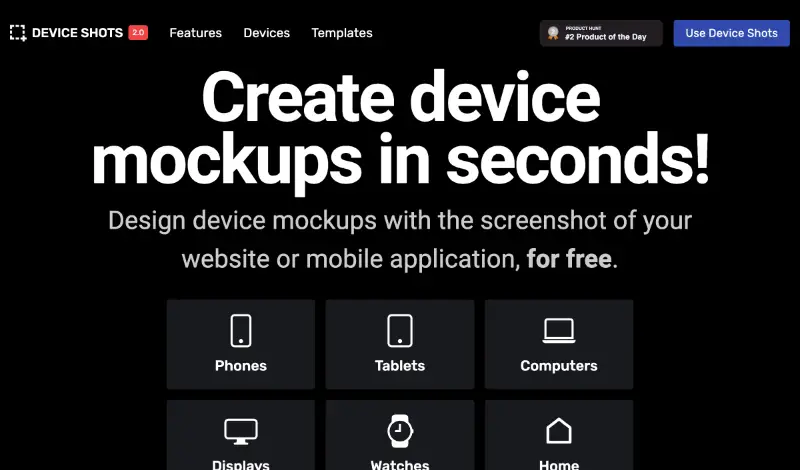 DEVICE SHOTS 2.0 Features Devices Templates
PRODUCT HUNT
#2 Product of the Day
Use Device Shots
Create device
mockups in seconds!
Design device mockups with the screenshot of your
website or mobile application, for free.
Phones Tablets Computers
Displays Watches Home